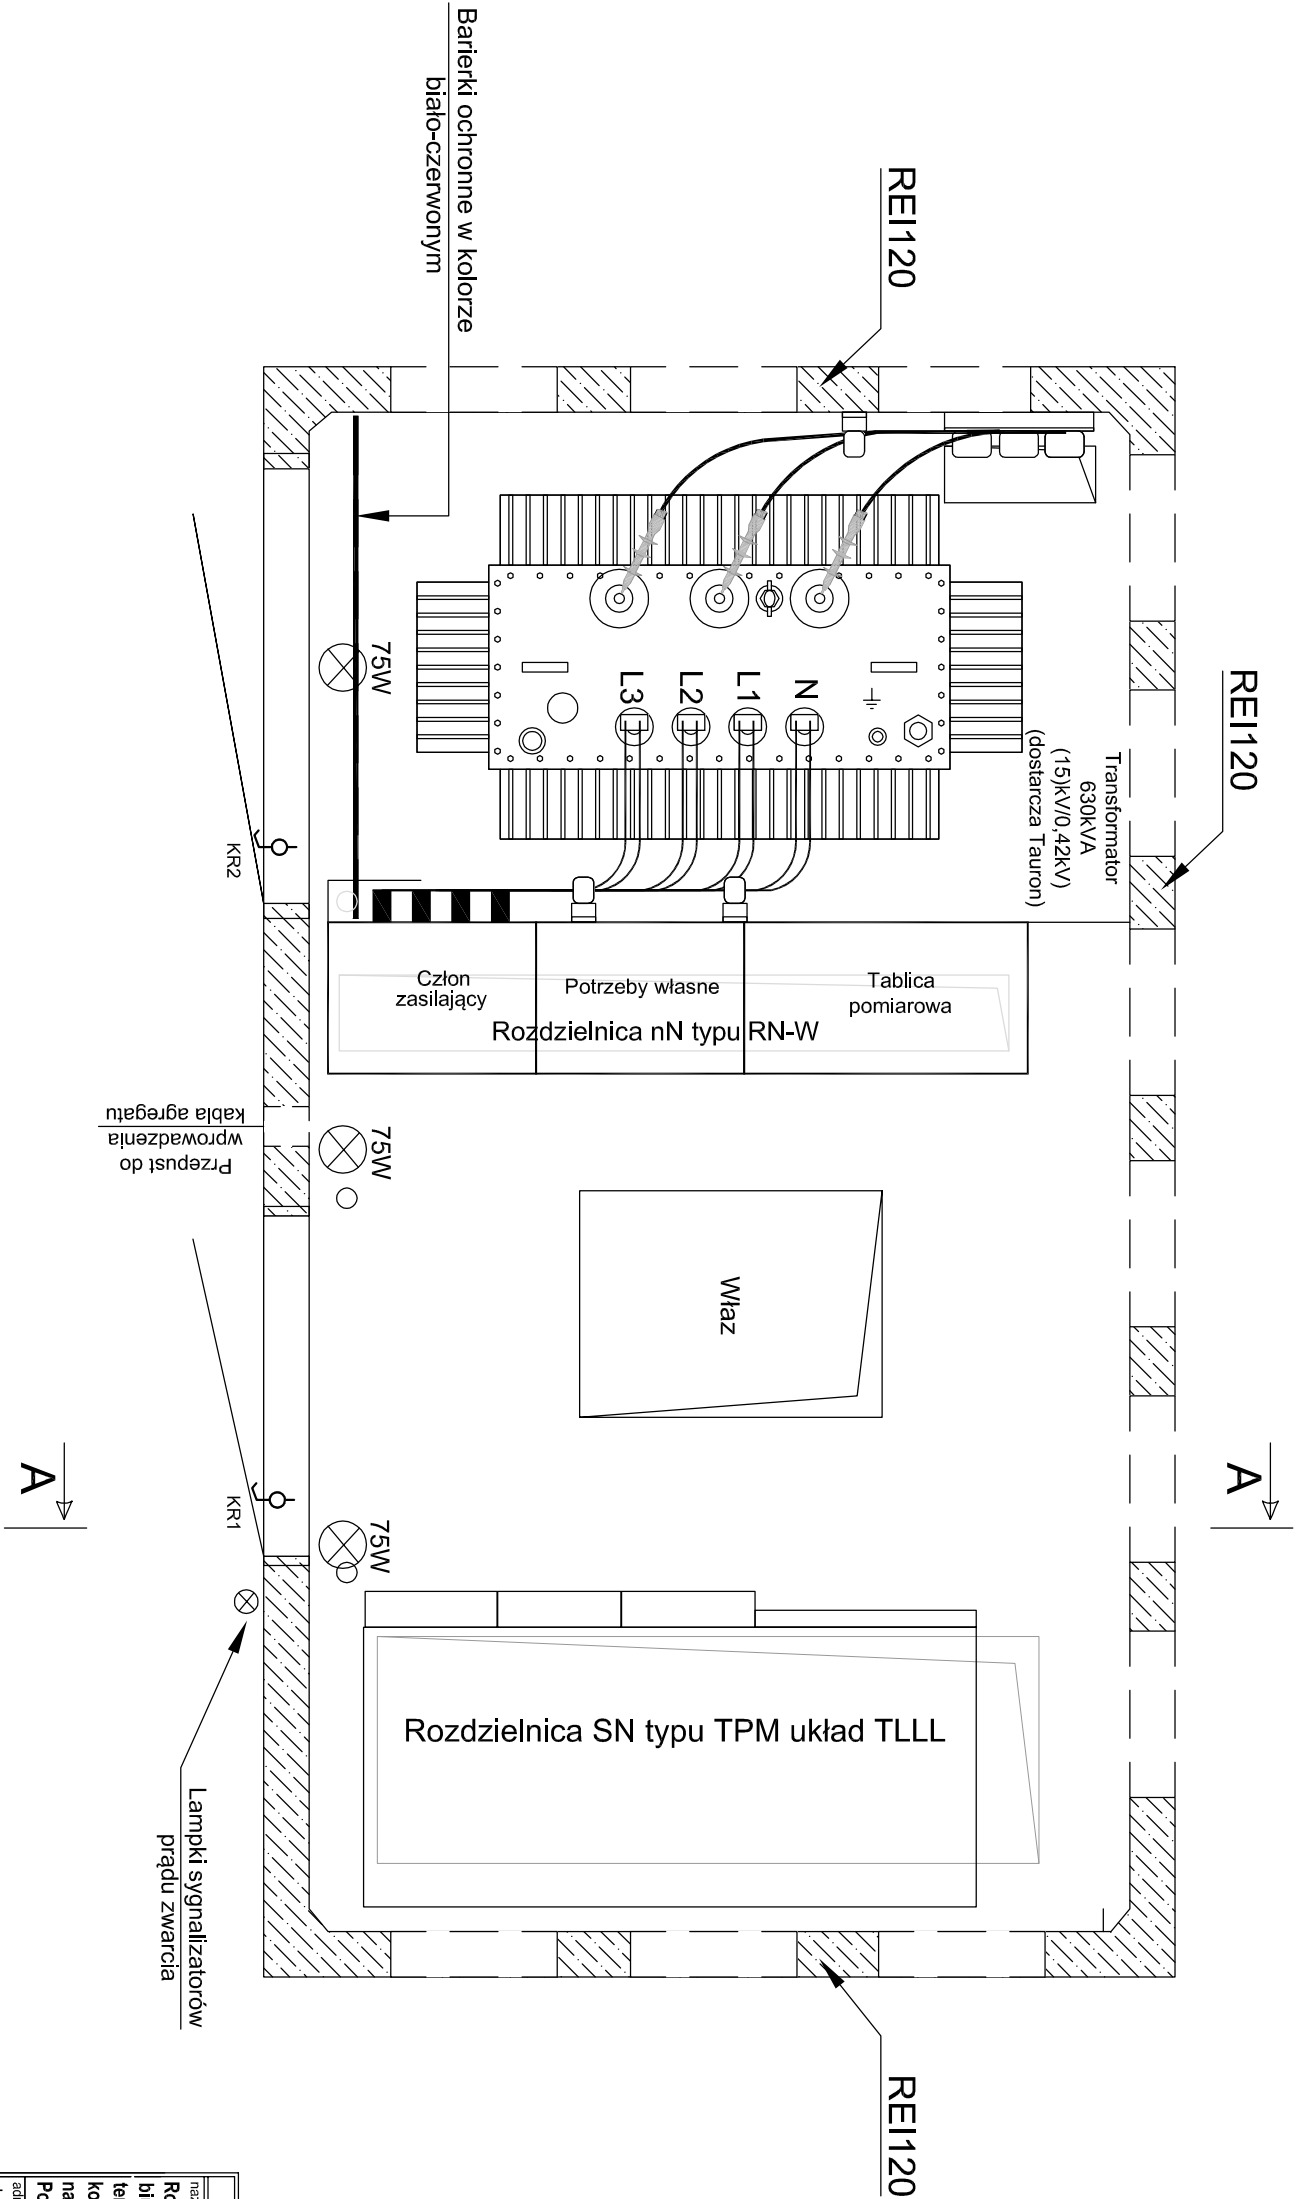 Barierki ochronne w kolorze
biało-czerwonym
REI120
REI120
Transformator
630kVA
(15)kV/0,42kV)
(dostarcza Tauron)
N
L1
L2
L3
75W
KR2
Człon
zasilający
Potrzeby własne
Tablica
pomiarowa
Rozdzielnica nN typu RN-W
Przepust do
wprowadzenia
kabla agregatu
75W
Właz
A
A
KR1
75W
Rozdzielnica SN typu TPM układ TLLL
Lampki sygnalizatorów
prądu zwarcia
REI120